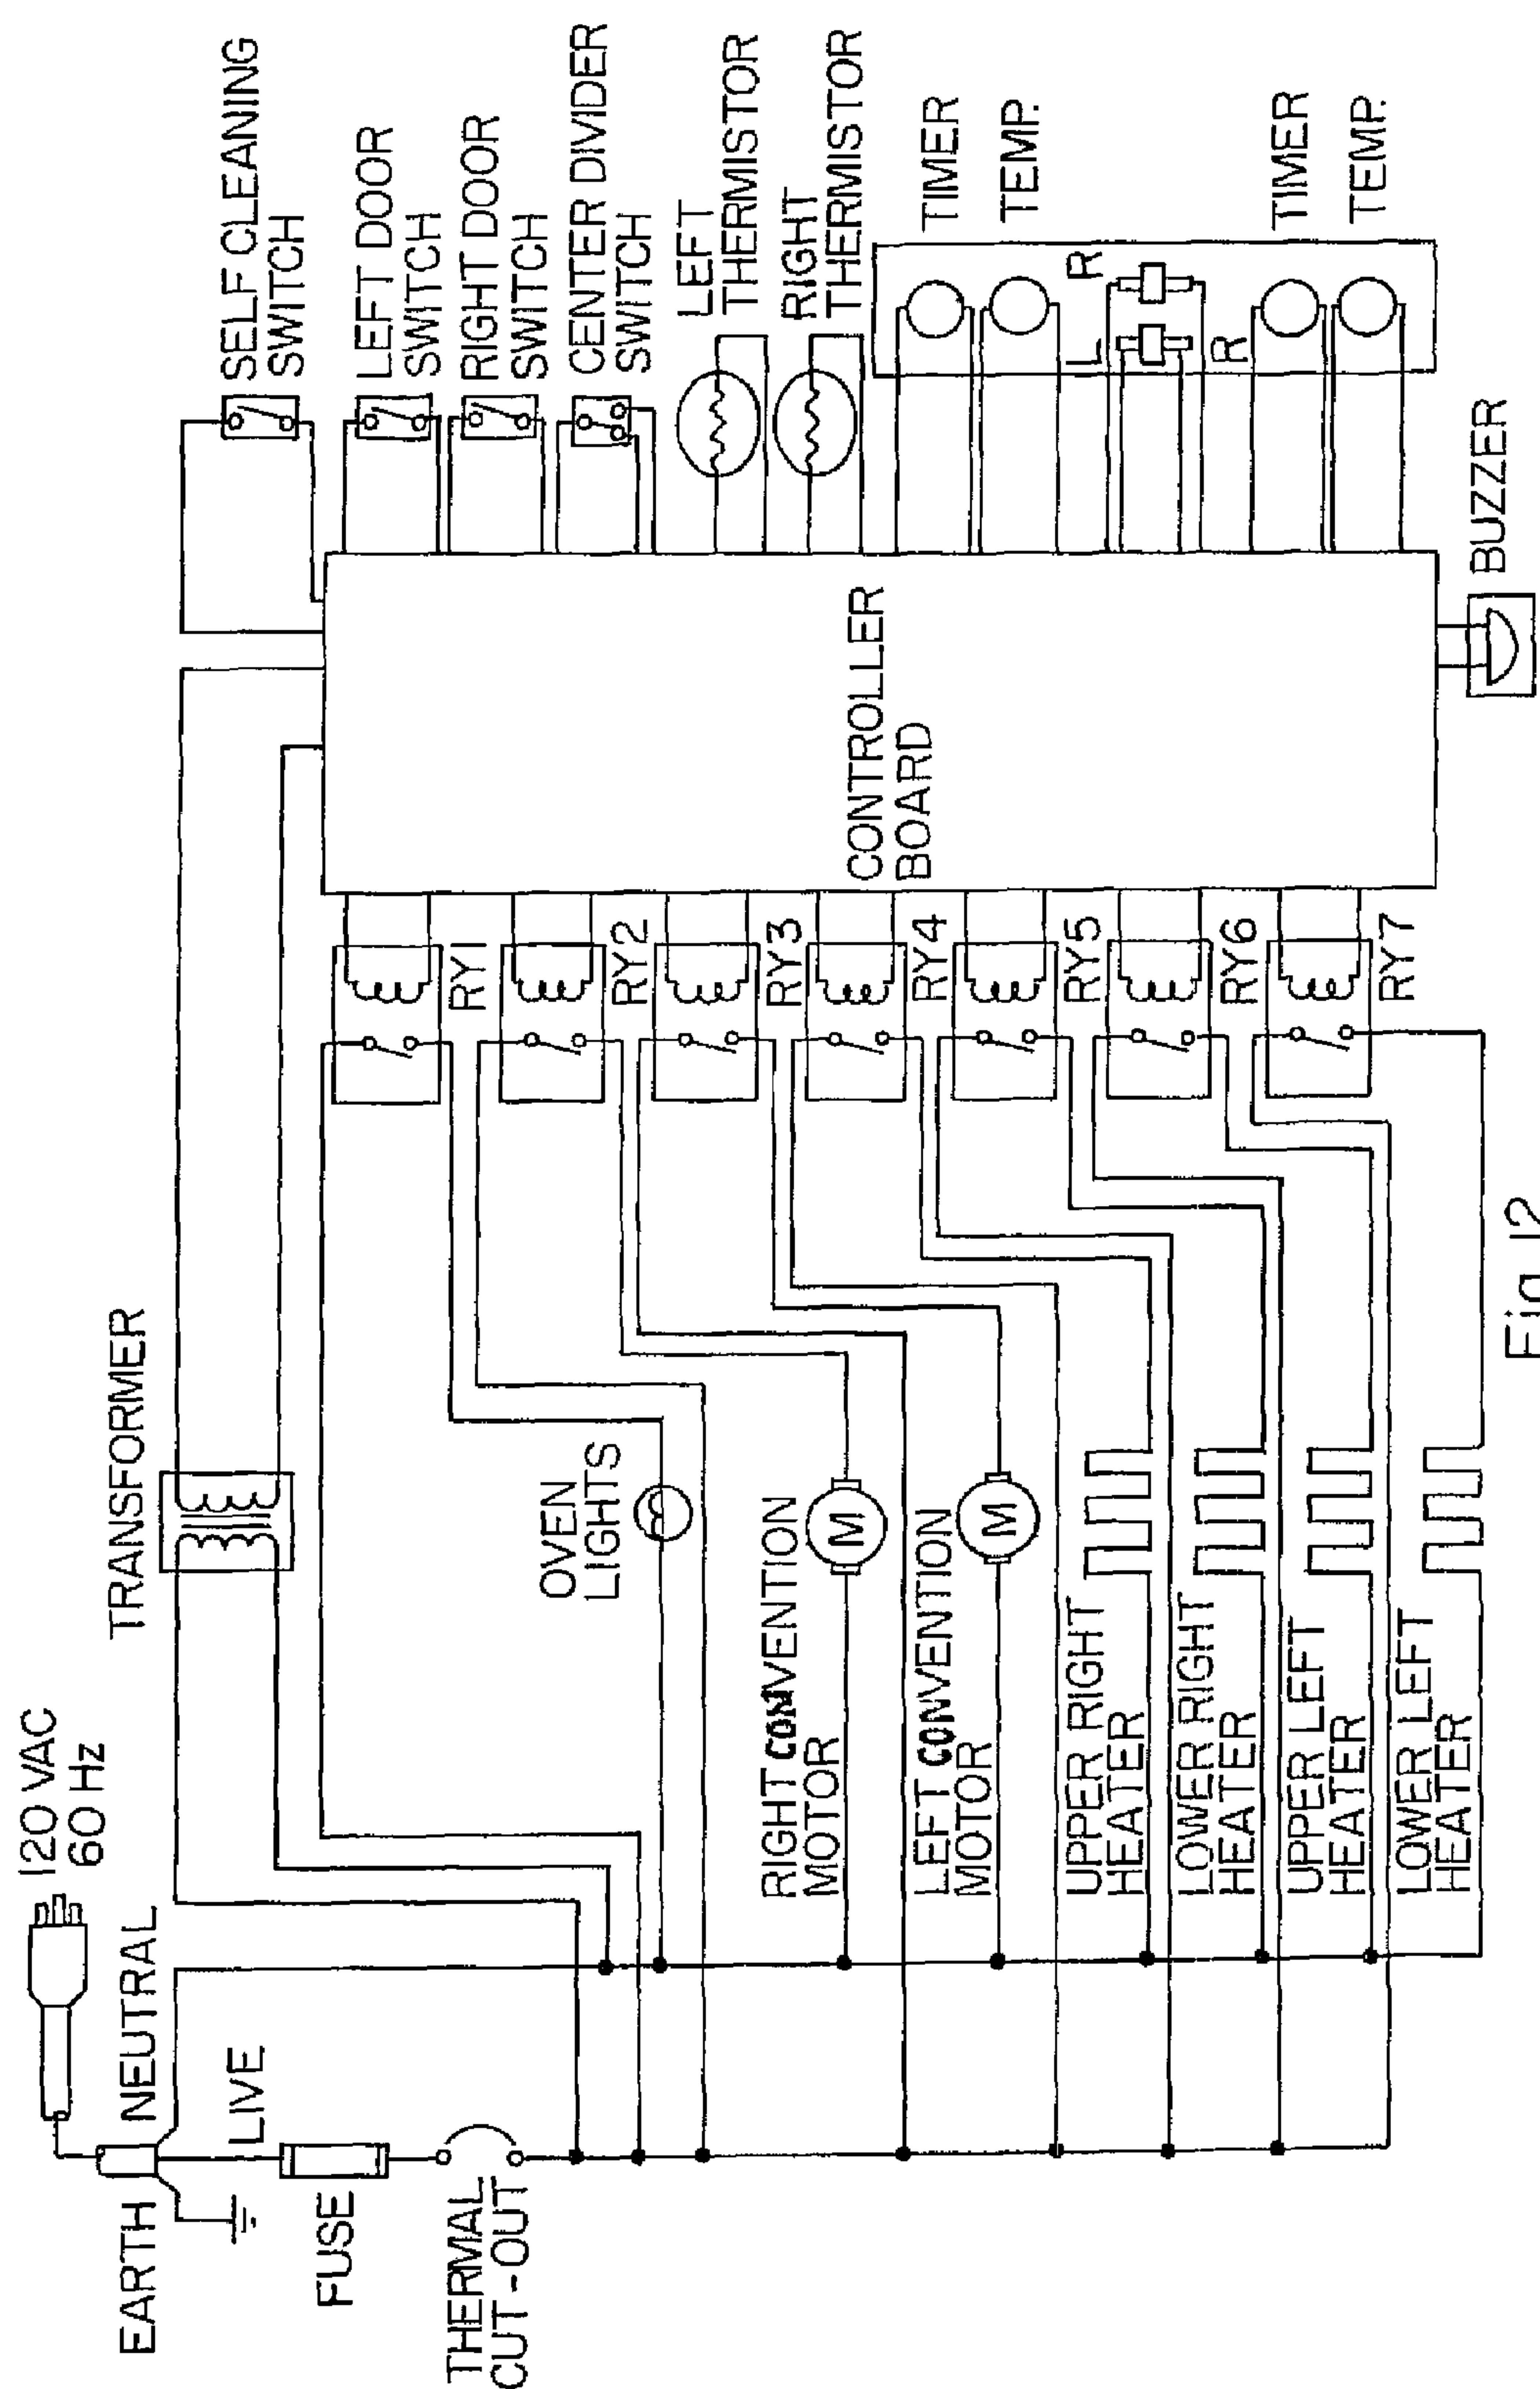 120 VAC
60 Hz
EARTH
NEUTRAL
LIVE
FUSE
THERMAL
CUT-OUT
TRANSFORMER
OVEN
LIGHTS
RIGHT CONVENTION
MOTOR
M
LEFT CONVENTION
MOTOR
M
UPPER RIGHT
HEATER
LOWER RIGHT
HEATER
UPPER LEFT
HEATER
LOWER LEFT
HEATER
RY1
RY2
RY3
RY4
RY5
RY6
RY7
CONTROLLER
BOARD
SELF CLEANING
SWITCH
LEFT DOOR
SWITCH
RIGHT DOOR
SWITCH
CENTER DIVIDER
SWITCH
LEFT
THERMISTOR
RIGHT
THERMISTOR
TIMER
TEMP.
L
R
R
TIMER
TEMP.
BUZZER
Fig. 12